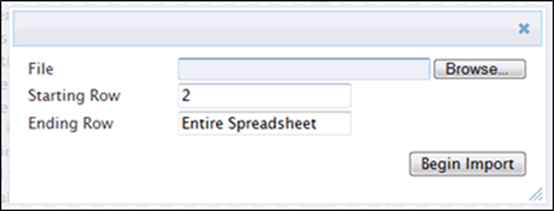 File Browse...
Starting Row 2
Ending Row Entire Spreadsheet
Begin Import